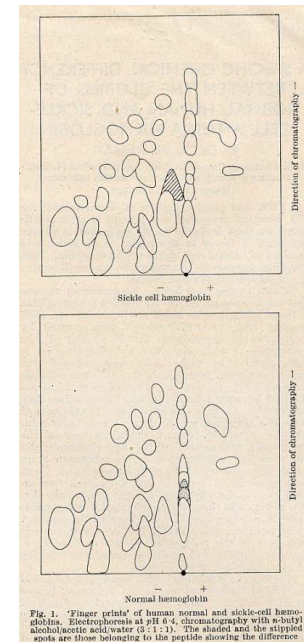 Direction of chromatography →
− +
Sickle cell hæmoglobin
Direction of chromatography →
− +
Normal hæmoglobin
Fig. 1. 'Finger prints' of human normal and sickle-cell hæmo-
globins. Electrophoresis at pH 6·4, chromatography with n-butyl
alcohol/acetic acid/water (3 : 1 : 1). The shaded and the stippled
spots are those belonging to the peptide showing the difference